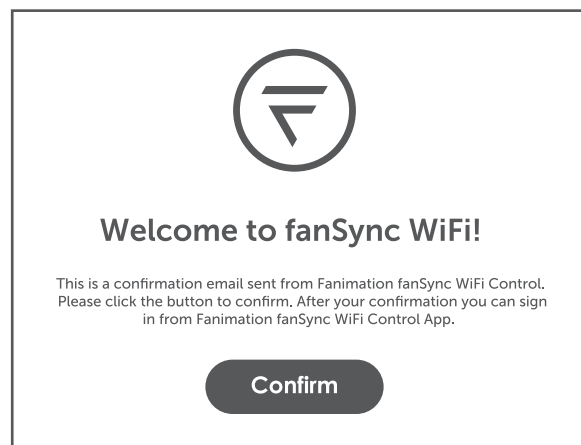 Welcome to fanSync WiFi!
This is a confirmation email sent from Fanimation fanSync WiFi Control.
Please click the button to confirm. After your confirmation you can sign
in from Fanimation fanSync WiFi Control App.
Confirm